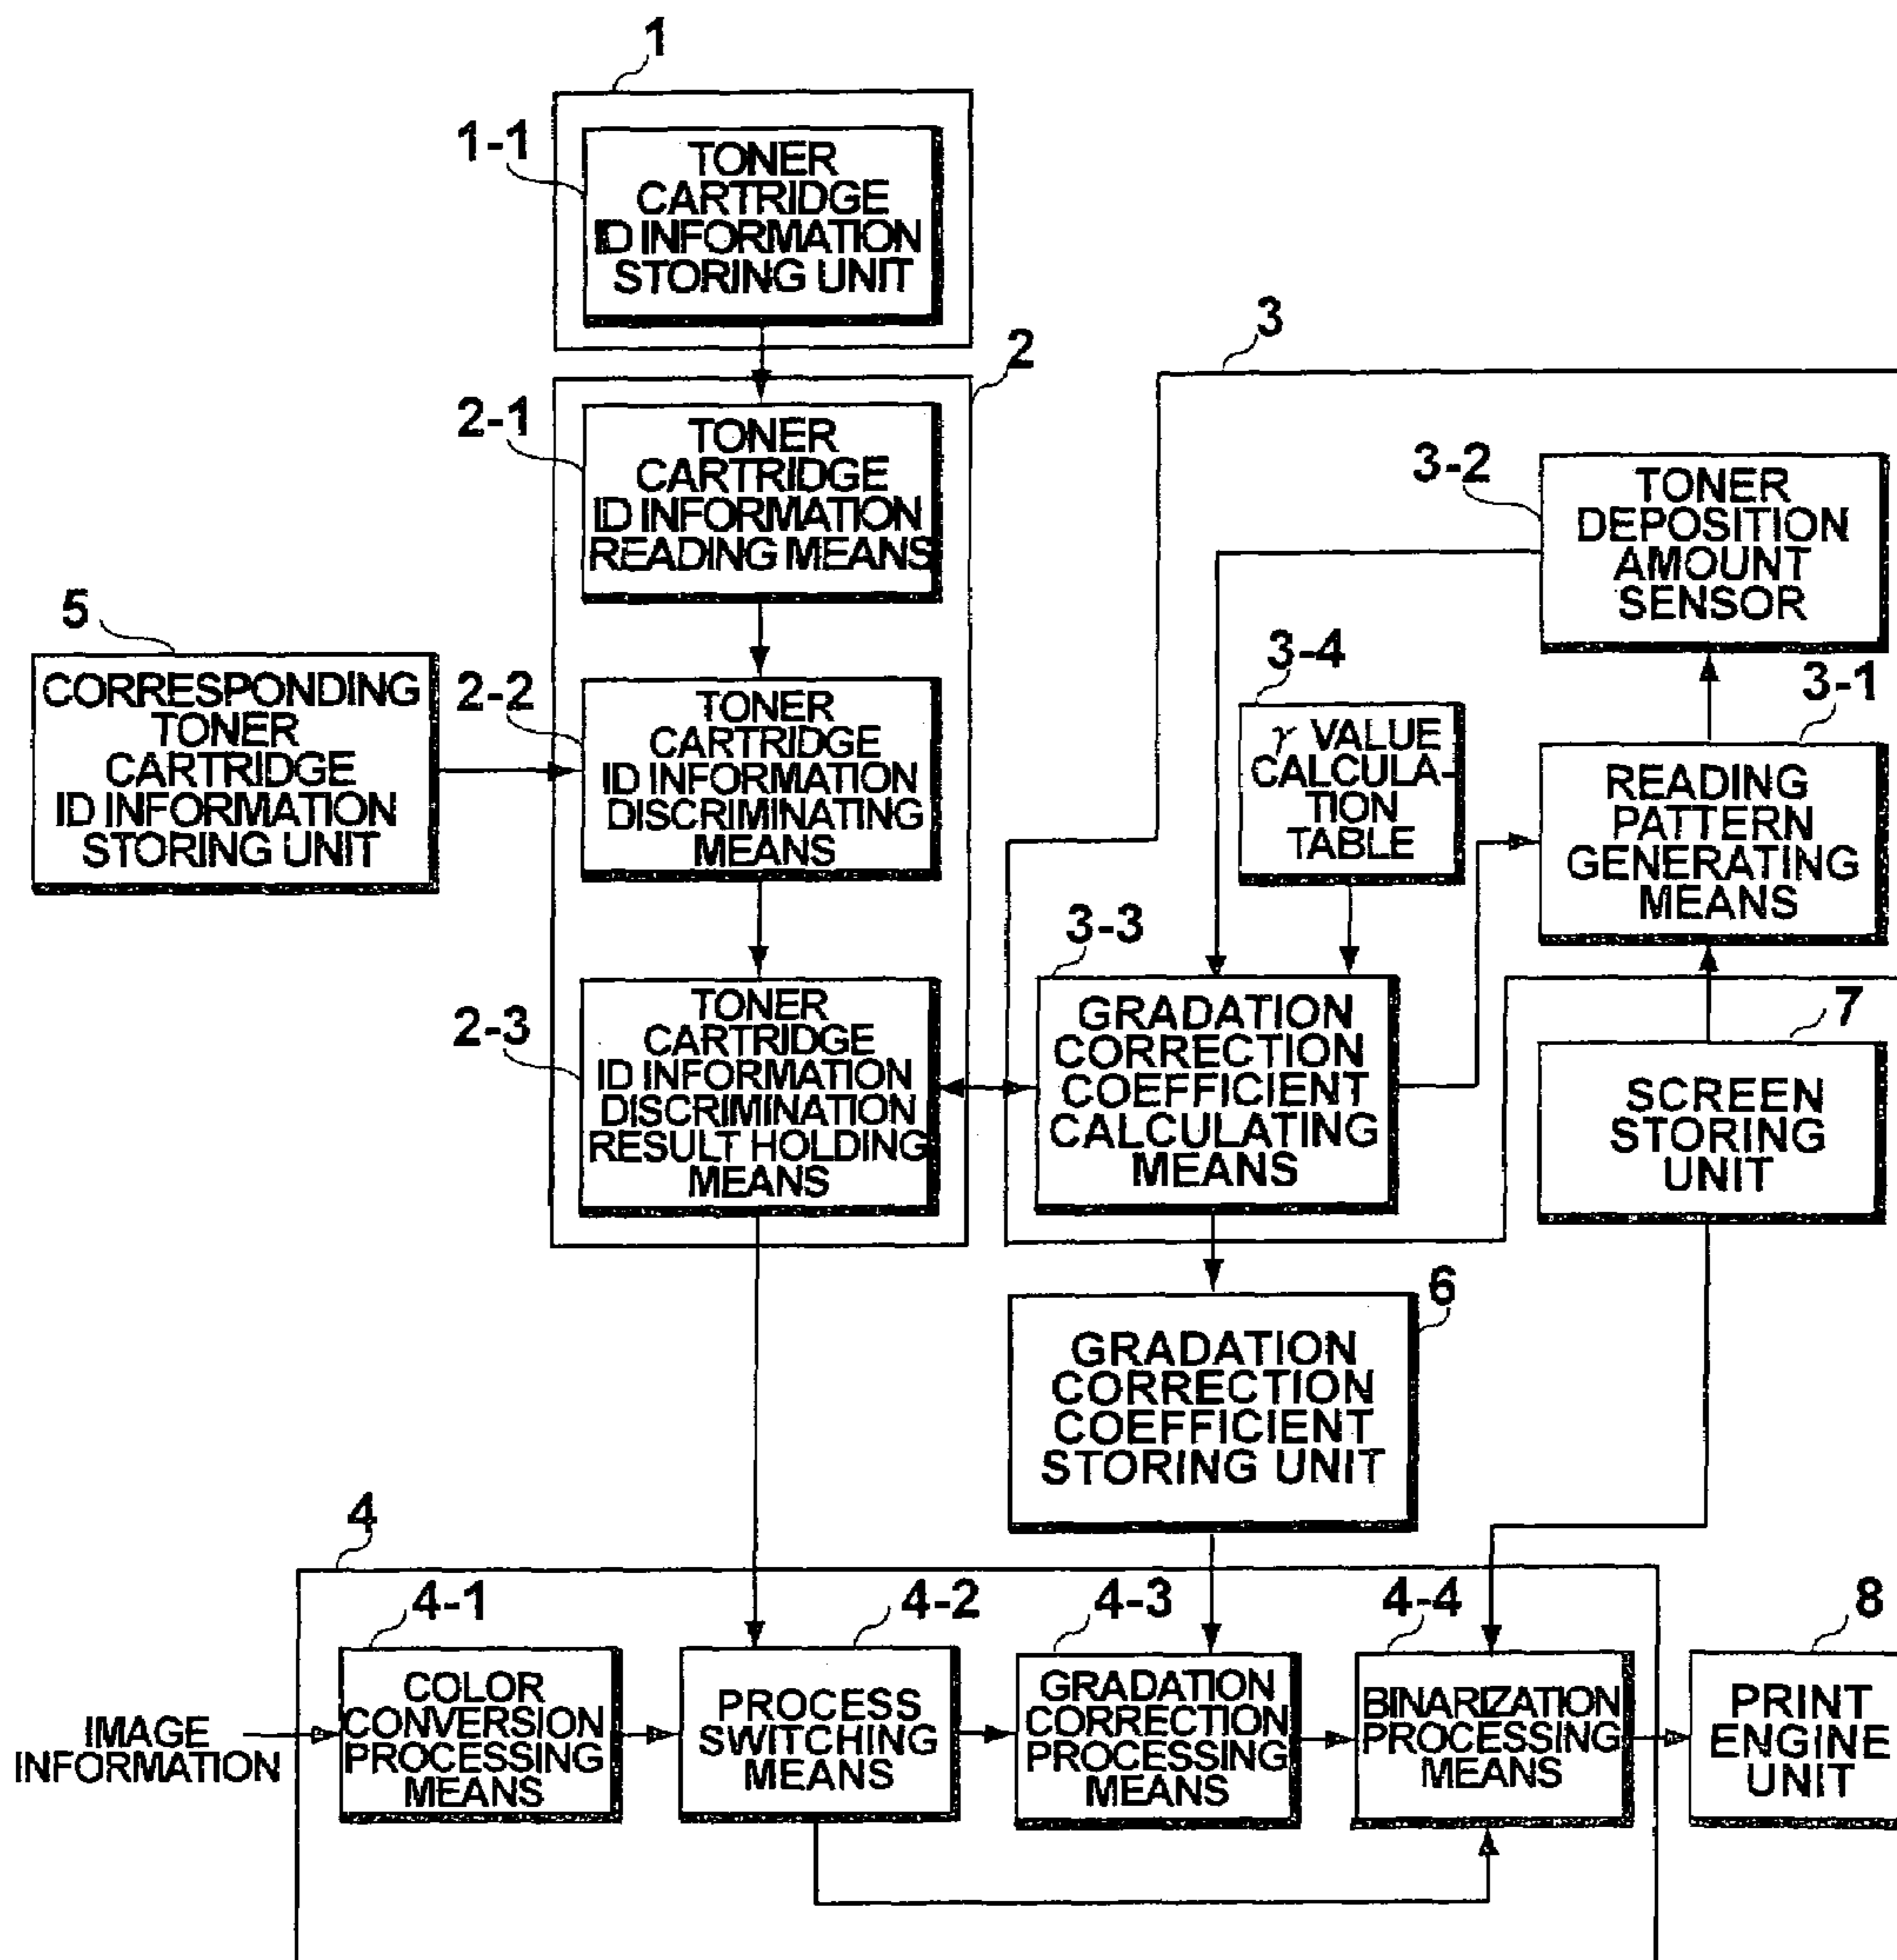 1
1-1
TONER
CARTRIDGE
ID INFORMATION
STORING UNIT
2
2-1
TONER
CARTRIDGE
ID INFORMATION
READING MEANS
5
CORRESPONDING
TONER
CARTRIDGE
ID INFORMATION
STORING UNIT
2-2
TONER
CARTRIDGE
ID INFORMATION
DISCRIMINATING
MEANS
2-3
TONER
CARTRIDGE
ID INFORMATION
DISCRIMINATION
RESULT HOLDING
MEANS
3
3-2
TONER
DEPOSITION
AMOUNT
SENSOR
3-4
γ VALUE
CALCULA-
TION
TABLE
3-1
READING
PATTERN
GENERATING
MEANS
3-3
GRADATION
CORRECTION
COEFFICIENT
CALCULATING
MEANS
7
SCREEN
STORING
UNIT
6
GRADATION
CORRECTION
COEFFICIENT
STORING UNIT
4
IMAGE
INFORMATION
4-1
COLOR
CONVERSION
PROCESSING
MEANS
4-2
PROCESS
SWITCHING
MEANS
4-3
GRADATION
CORRECTION
PROCESSING
MEANS
4-4
BINARIZATION
PROCESSING
MEANS
8
PRINT
ENGINE
UNIT